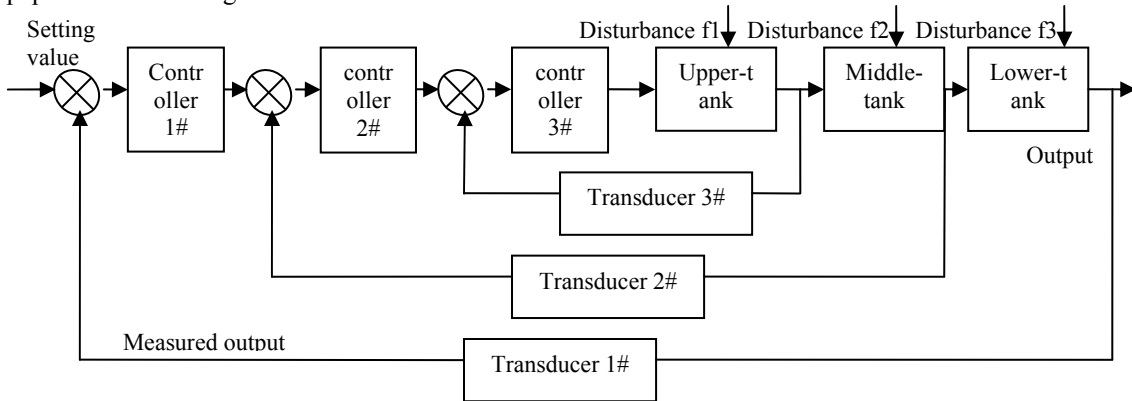 Setting
value
Contr
oller
1#
contr
oller
2#
contr
oller
3#
Disturbance f1
Upper-t
ank
Disturbance f2
Middle-
tank
Disturbance f3
Lower-t
ank
Output
Transducer 3#
Transducer 2#
Measured output
Transducer 1#